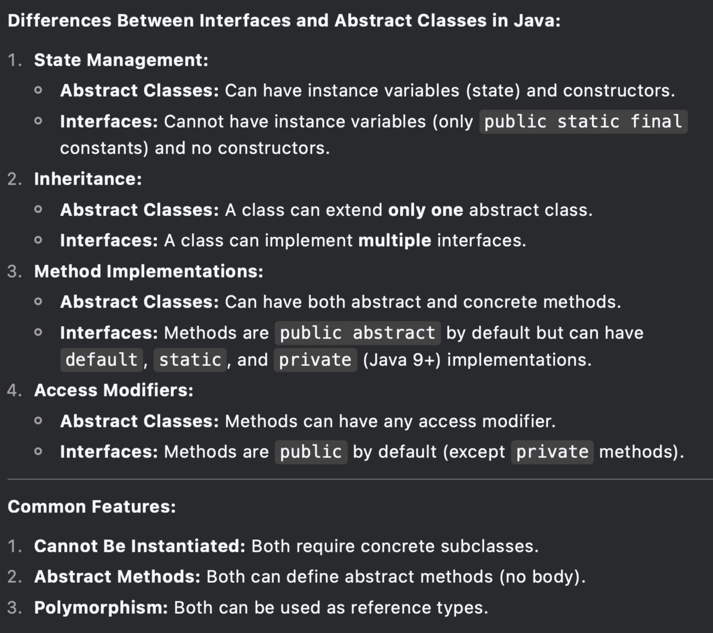 Differences Between Interfaces and Abstract Classes in Java:
1. State Management:
Abstract Classes: Can have instance variables (state) and constructors.
Interfaces: Cannot have instance variables (only public static final
constants) and no constructors.
2. Inheritance:
Abstract Classes: A class can extend only one abstract class.
Interfaces: A class can implement multiple interfaces.
3. Method Implementations:
Abstract Classes: Can have both abstract and concrete methods.
Interfaces: Methods are public abstract by default but can have
default, static, and private (Java 9+) implementations.
4. Access Modifiers:
Abstract Classes: Methods can have any access modifier.
Interfaces: Methods are public by default (except private methods).
Common Features:
1. Cannot Be Instantiated: Both require concrete subclasses.
2. Abstract Methods: Both can define abstract methods (no body).
3. Polymorphism: Both can be used as reference types.